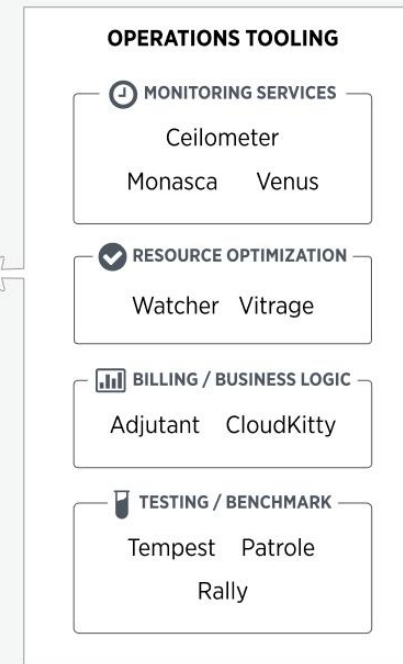 OPERATIONS TOOLING
MONITORING SERVICES
Ceilometer
Monasca Venus
RESOURCE OPTIMIZATION
Watcher Vitrage
BILLING / BUSINESS LOGIC
Adjutant CloudKitty
TESTING / BENCHMARK
Tempest Patrole
Rally